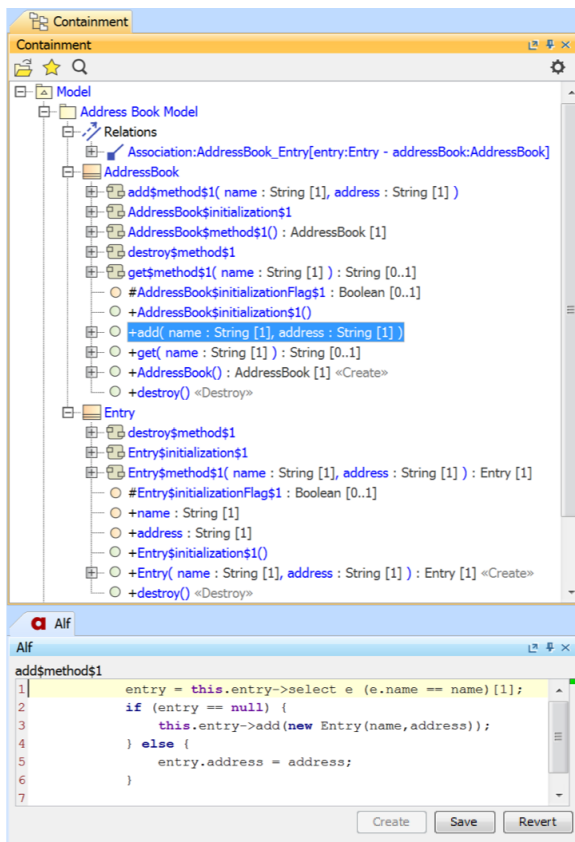 Containment
Containment
Model
Address Book Model
Relations
Association:AddressBook_Entry[entry:Entry - addressBook:AddressBook]
AddressBook
add$method$1( name : String [1], address : String [1] )
AddressBook$initialization$1
AddressBook$method$1() : AddressBook [1]
destroy$method$1
get$method$1( name : String [1] ) : String [0..1]
#AddressBook$initializationFlag$1 : Boolean [0..1]
+AddressBook$initialization$1()
+add( name : String [1], address : String [1] )
+get( name : String [1] ) : String [0..1]
+AddressBook() : AddressBook [1] «Create»
+destroy() «Destroy»
Entry
destroy$method$1
Entry$initialization$1
Entry$method$1( name : String [1], address : String [1] ) : Entry [1]
#Entry$initializationFlag$1 : Boolean [0..1]
+name : String [1]
+address : String [1]
+Entry$initialization$1()
+Entry( name : String [1], address : String [1] ) : Entry [1] «Create»
+destroy() «Destroy»
a Alf
Alf
add$method$1
1 entry = this.entry->select e (e.name == name)[1];
2 if (entry == null) {
3 this.entry->add(new Entry(name,address));
4 } else {
5 entry.address = address;
6 }
7
Create Save Revert